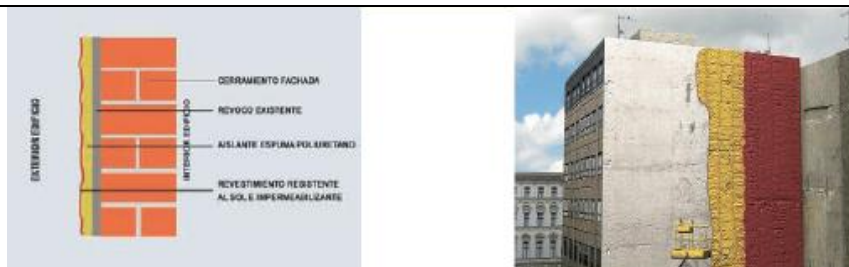 EXTERIOR EDIFICIO
INTERIOR EDIFICIO
CERRAMIENTO FACHADA
REVOCO EXISTENTE
AISLANTE ESPUMA POLIURETANO
REVESTIMIENTO RESISTENTE
AL SOL E IMPERMEABILIZANTE